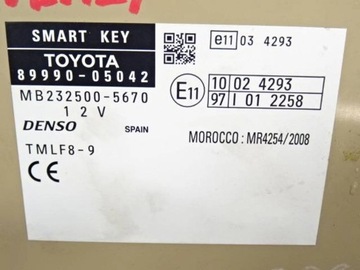 SMART KEY
TOYOTA
89990-05042
MB232500-5670
12V
DENSO SPAIN
TMLF8-9
CE
e11 03 4293
E11
10 02 4293
97 I 01 2258
MOROCCO : MR4254/2008